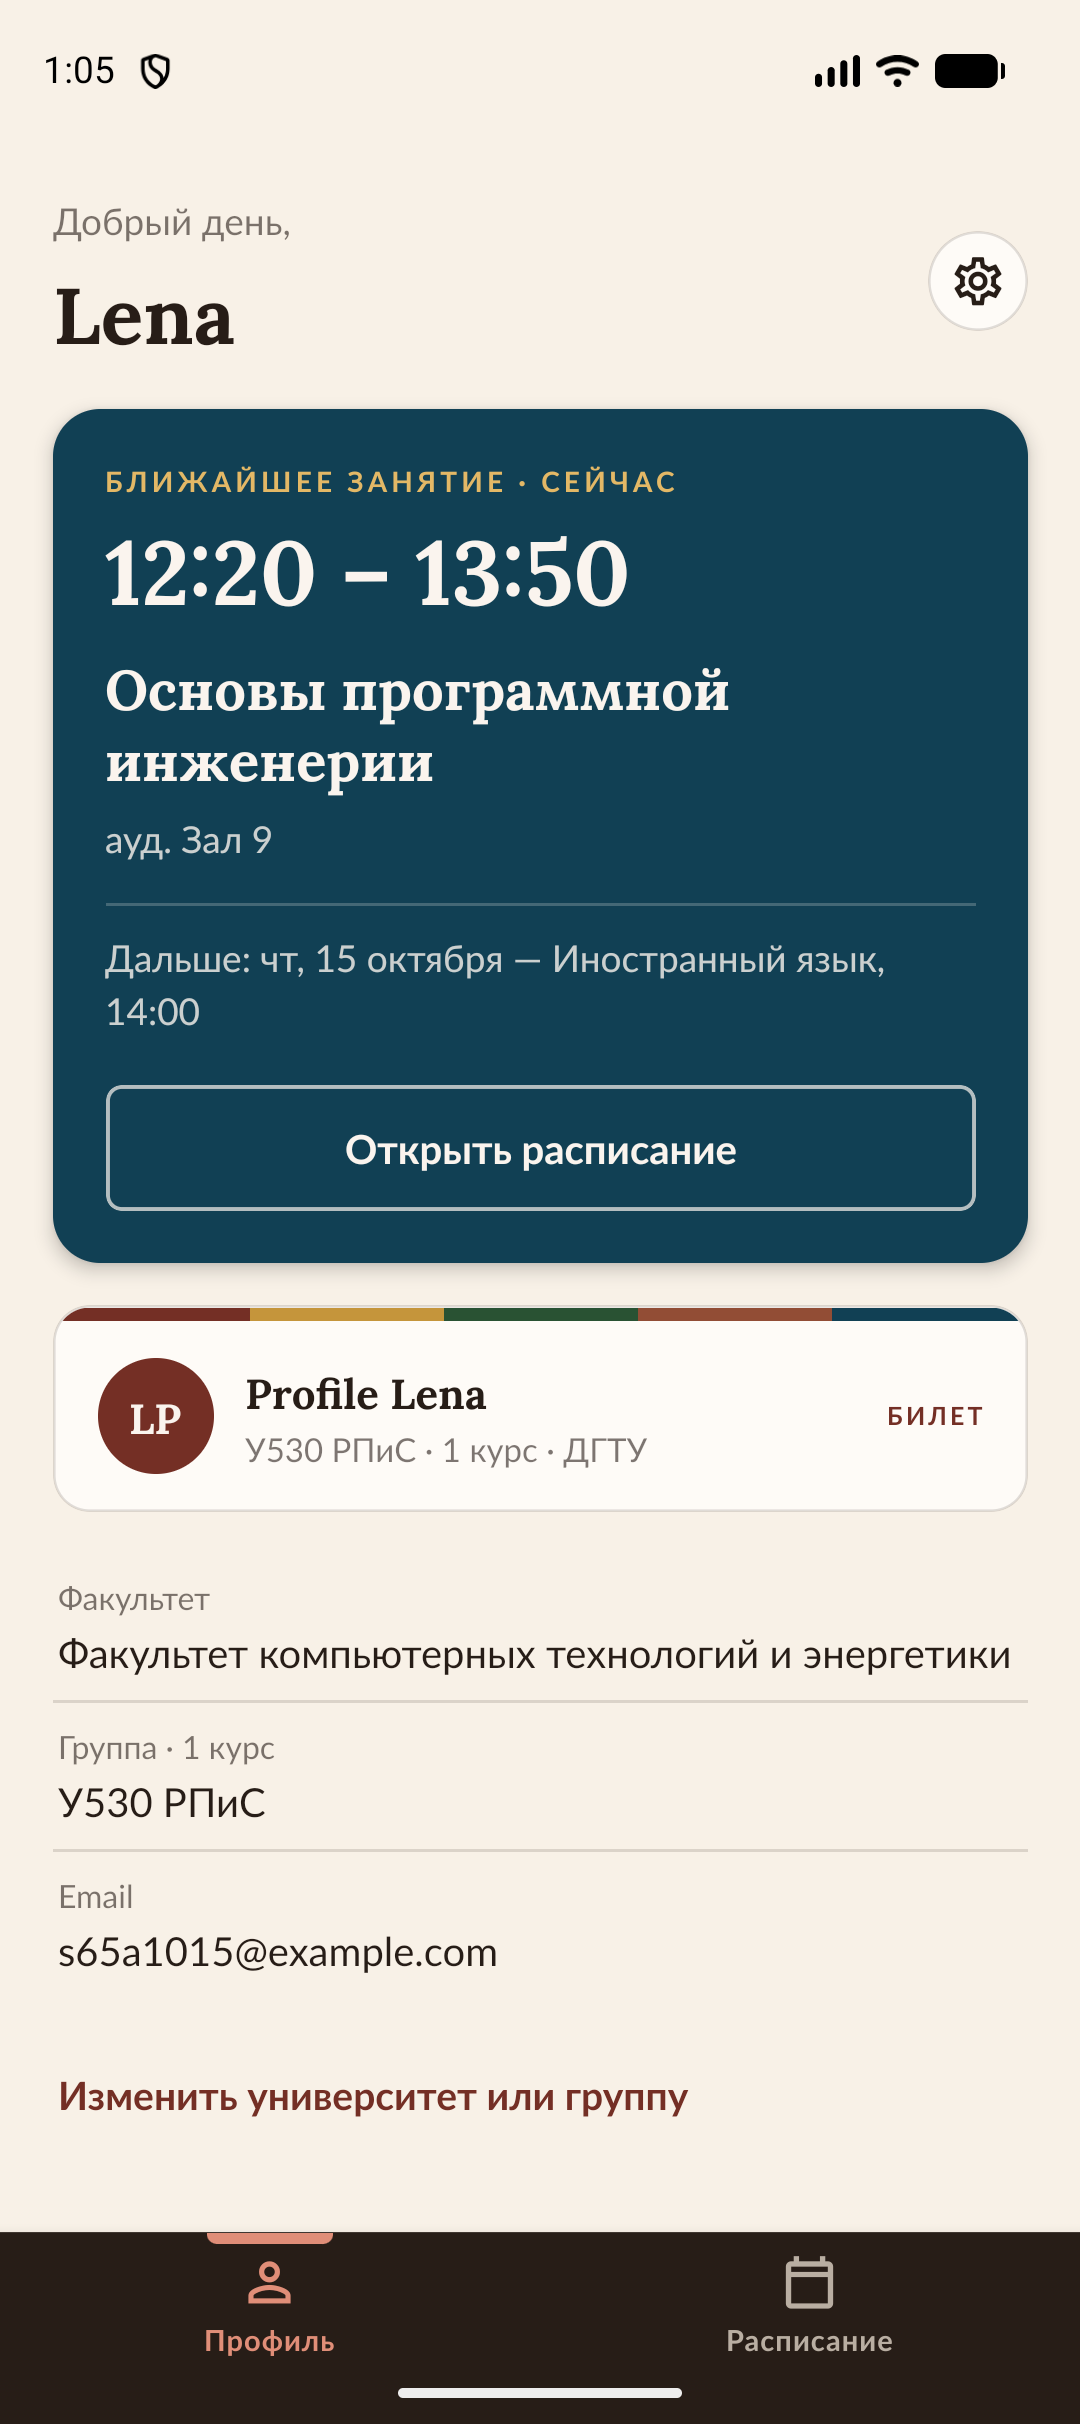 1:05
Добрый день,
Lena
БЛИЖАЙШЕЕ ЗАНЯТИЕ · СЕЙЧАС
12:20 – 13:50
Основы программной
инженерии
ауд. Зал 9
Дальше: чт, 15 октября — Иностранный язык,
14:00
Открыть расписание
LP
Profile Lena
У530 РПиС · 1 курс · ДГТУ
БИЛЕТ
Факультет
Факультет компьютерных технологий и энергетики
Группа · 1 курс
У530 РПиС
Email
s65a1015@example.com
Изменить университет или группу
Профиль
Расписание